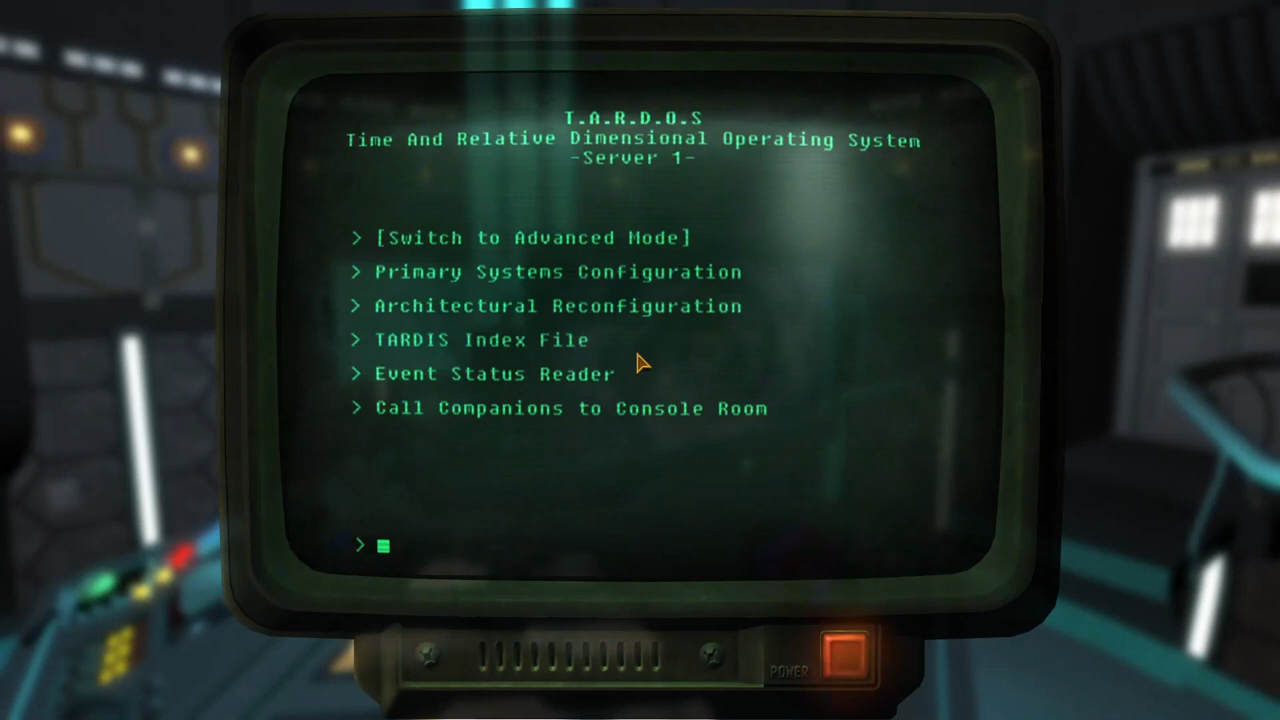 T.A.R.D.O.S
Time And Relative Dimensional Operating System
-Server 1-
> [Switch to Advanced Mode]
> Primary Systems Configuration
> Architectural Reconfiguration
> TARDIS Index File
> Event Status Reader
> Call Companions to Console Room
>
POWER